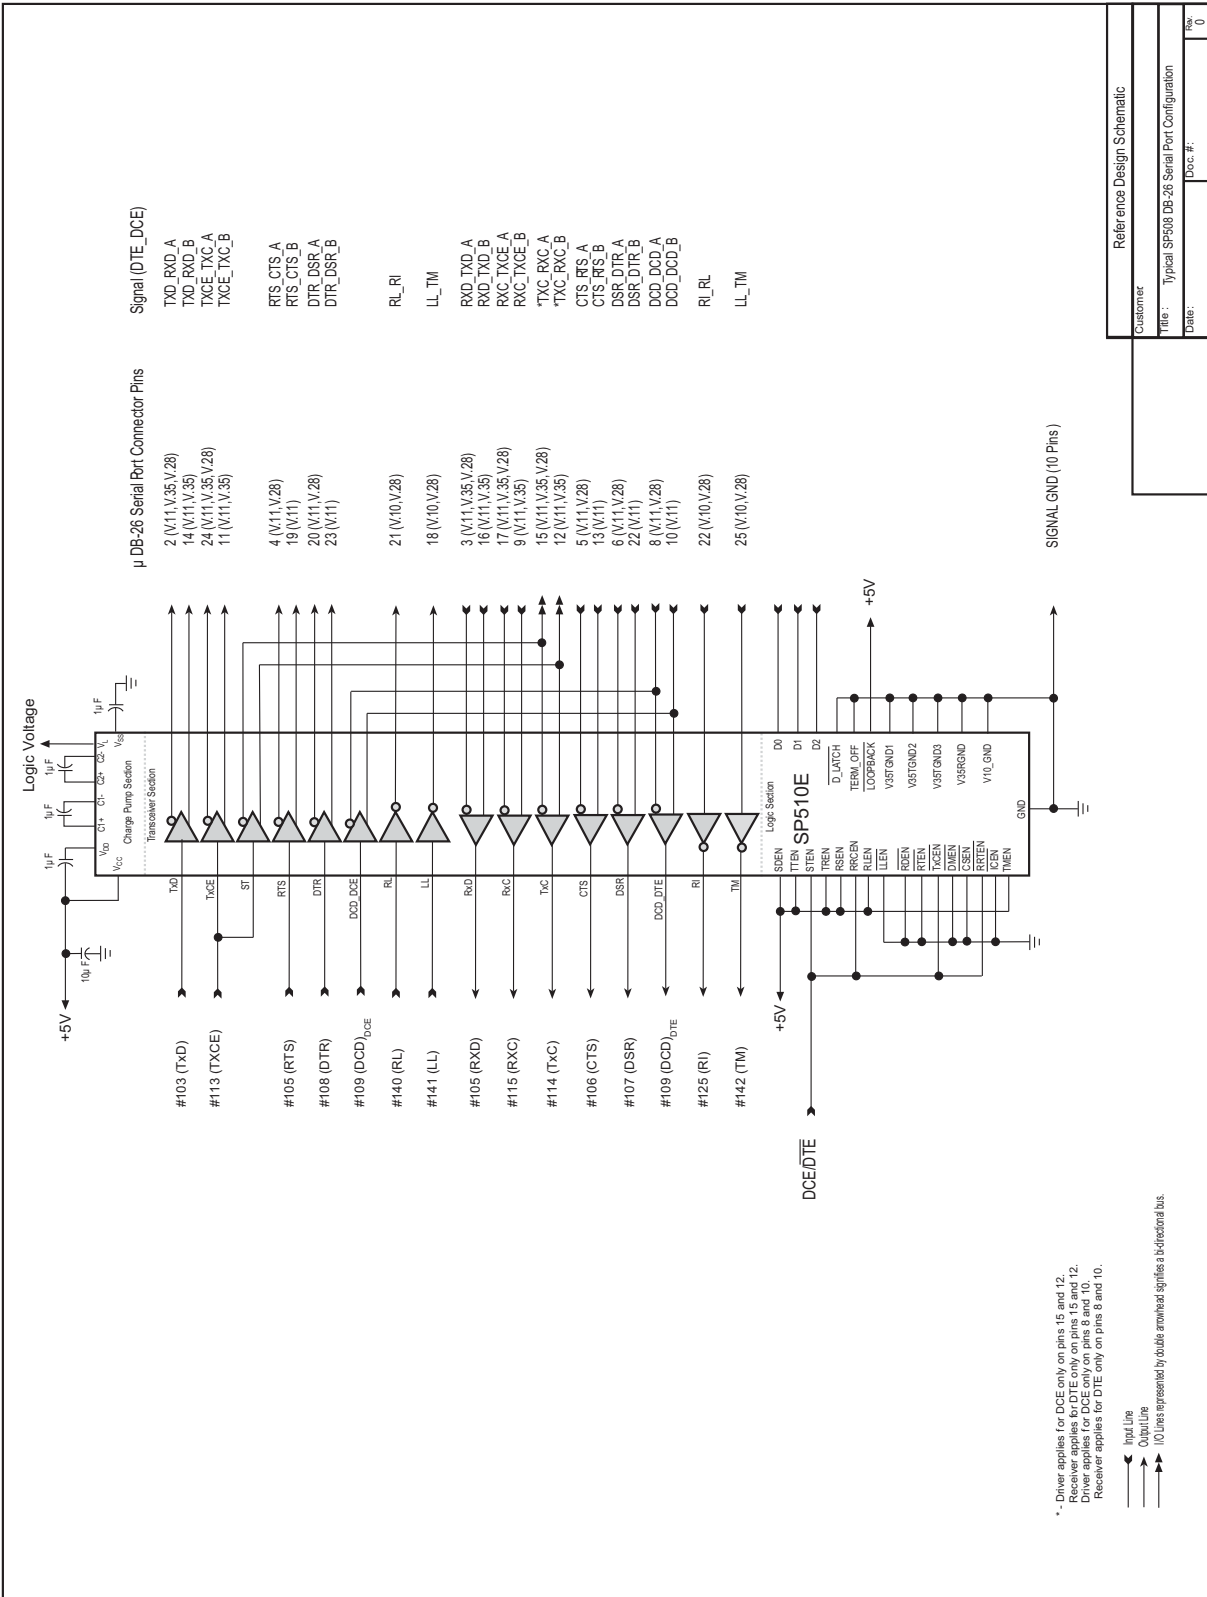 Logic Voltage
+5V
10µ F
1µ F
1µ F
1µ F
1µ F
VCC
VDD
C1+
C1-
C2+
C2-
VL
VSS
Charge Pump Section
Transceiver Section
µ DB-26 Serial Port Connector Pins
Signal (DTE_DCE)
#103 (TxD)
TxD
2 (V.11,V.35,V.28)
TXD_RXD_A
14 (V.11,V.35)
TXD_RXD_B
#113 (TXCE)
TxCE
24 (V.11,V.35,V.28)
TXCE_TXC_A
11 (V.11,V.35)
TXCE_TXC_B
ST
#105 (RTS)
RTS
4 (V.11,V.28)
RTS_CTS_A
19 (V.11)
RTS_CTS_B
#108 (DTR)
DTR
20 (V.11,V.28)
DTR_DSR_A
23 (V.11)
DTR_DSR_B
#109 (DCD)DCE
DCD_DCE
#140 (RL)
RL
21 (V.10,V.28)
RL_RI
#141 (LL)
LL
18 (V.10,V.28)
LL_TM
#105 (RXD)
RxD
3 (V.11,V.35,V.28)
RXD_TXD_A
16 (V.11,V.35)
RXD_TXD_B
#115 (RXC)
RxC
17 (V.11,V.35,V.28)
RXC_TXCE_A
9 (V.11,V.35)
RXC_TXCE_B
#114 (TxC)
TxC
15 (V.11,V.35,V.28)
*TXC_RXC_A
12 (V.11,V.35)
*TXC_RXC_B
#106 (CTS)
CTS
5 (V.11,V.28)
CTS_RTS_A
13 (V.11)
CTS_RTS_B
#107 (DSR)
DSR
6 (V.11,V.28)
DSR_DTR_A
22 (V.11)
DSR_DTR_B
#109 (DCD)DTE
DCD_DTE
8 (V.11,V.28)
DCD_DCD_A
10 (V.11)
DCD_DCD_B
#125 (RI)
RI
22 (V.10,V.28)
RI_RL
#142 (TM)
TM
25 (V.10,V.28)
LL_TM
Logic Section
SP510E
+5V
DCE/DTE
SDEN
TTEN
STEN
TREN
RSEN
RRCEN
RLEN
LLEN
RDEN
RTEN
TxCEN
DMEN
CSEN
RRTEN
ICEN
TMEN
D0
D1
D2
D_LATCH
TERM_OFF
LOOPBACK
V35TGND1
V35TGND2
V35TGND3
V35RGND
V10_GND
GND
+5V
SIGNAL GND (10 Pins )
* - Driver applies for DCE only on pins 15 and 12.
Receiver applies for DTE only on pins 15 and 12.
Driver applies for DCE only on pins 8 and 10.
Receiver applies for DTE only on pins 8 and 10.
Input Line
Output Line
I/O Lines represented by double arrowhead signifies a bi-directional bus.
Reference Design Schematic
Customer:
Title : Typical SP508 DB-26 Serial Port Configuration
Date:
Doc. #:
Rev.
0